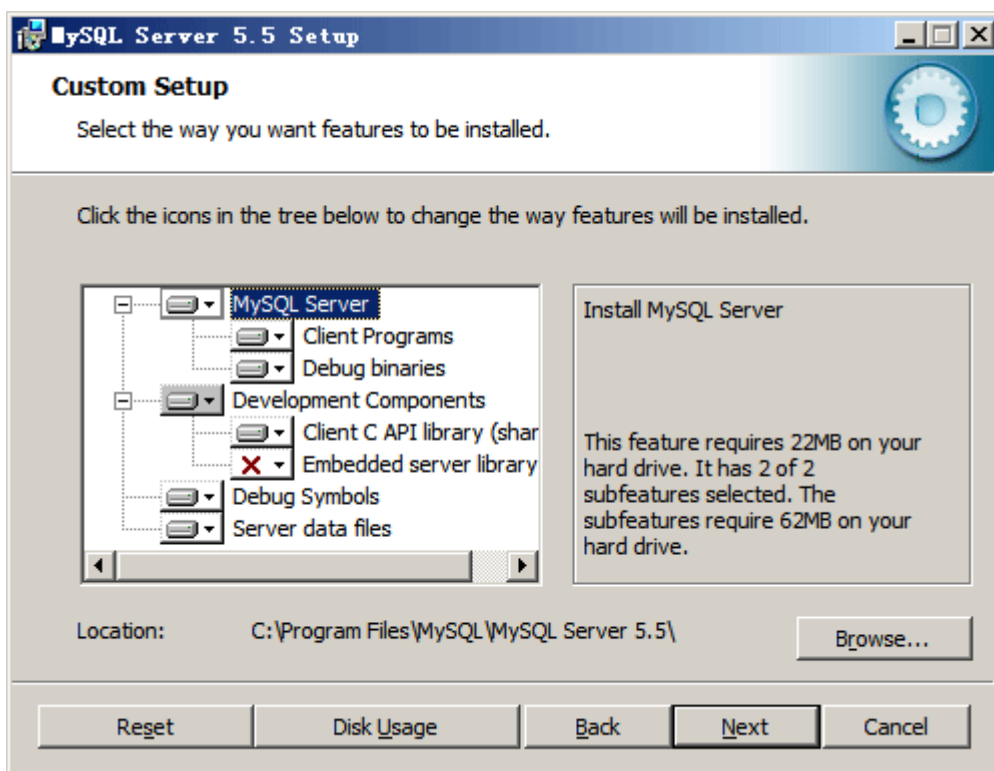 MySQL Server 5.5 Setup
Custom Setup
Select the way you want features to be installed.
Click the icons in the tree below to change the way features will be installed.
MySQL Server
Client Programs
Debug binaries
Development Components
Client C API library (shar
Embedded server library
Debug Symbols
Server data files
Install MySQL Server
This feature requires 22MB on your
hard drive. It has 2 of 2
subfeatures selected. The
subfeatures require 62MB on your
hard drive.
Location:
C:\Program Files\MySQL\MySQL Server 5.5\
Browse...
Reset
Disk Usage
Back
Next
Cancel